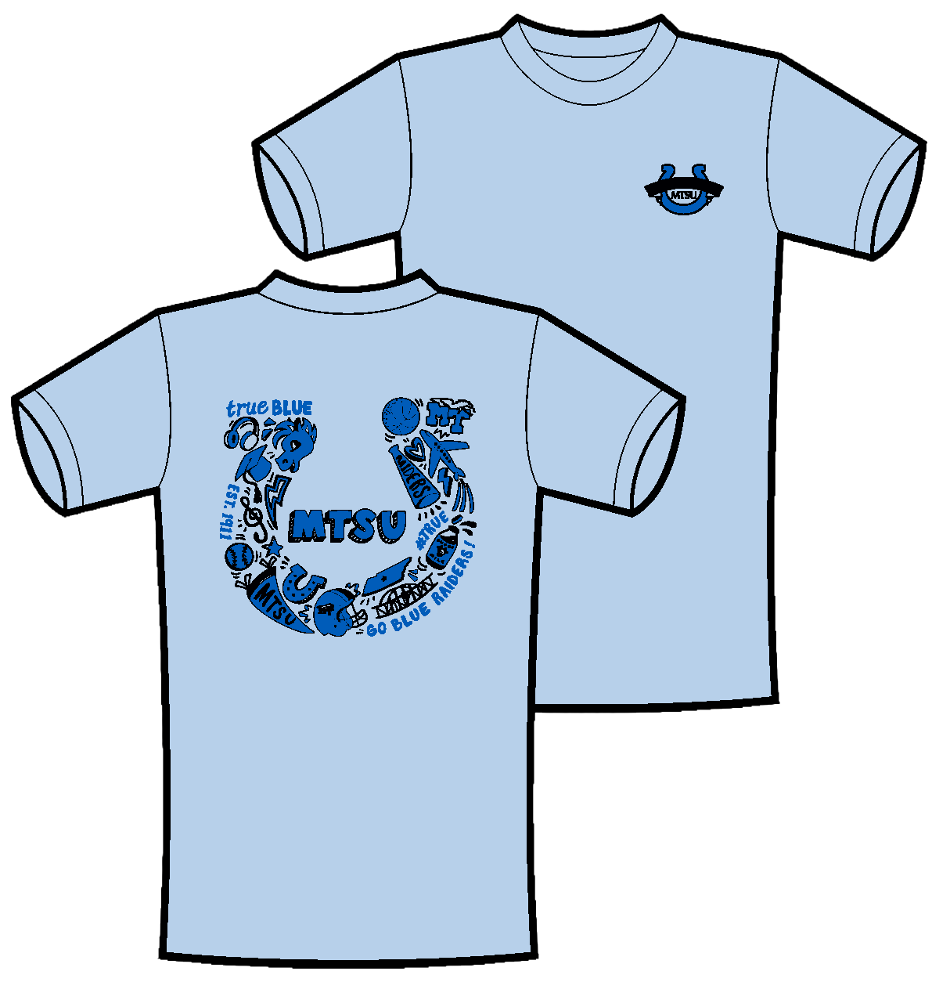 MTSU
true BLUE
MT
RAIDERS
EST. 1911
MTSU
#TRUE
MTSU
GO BLUE RAIDERS!